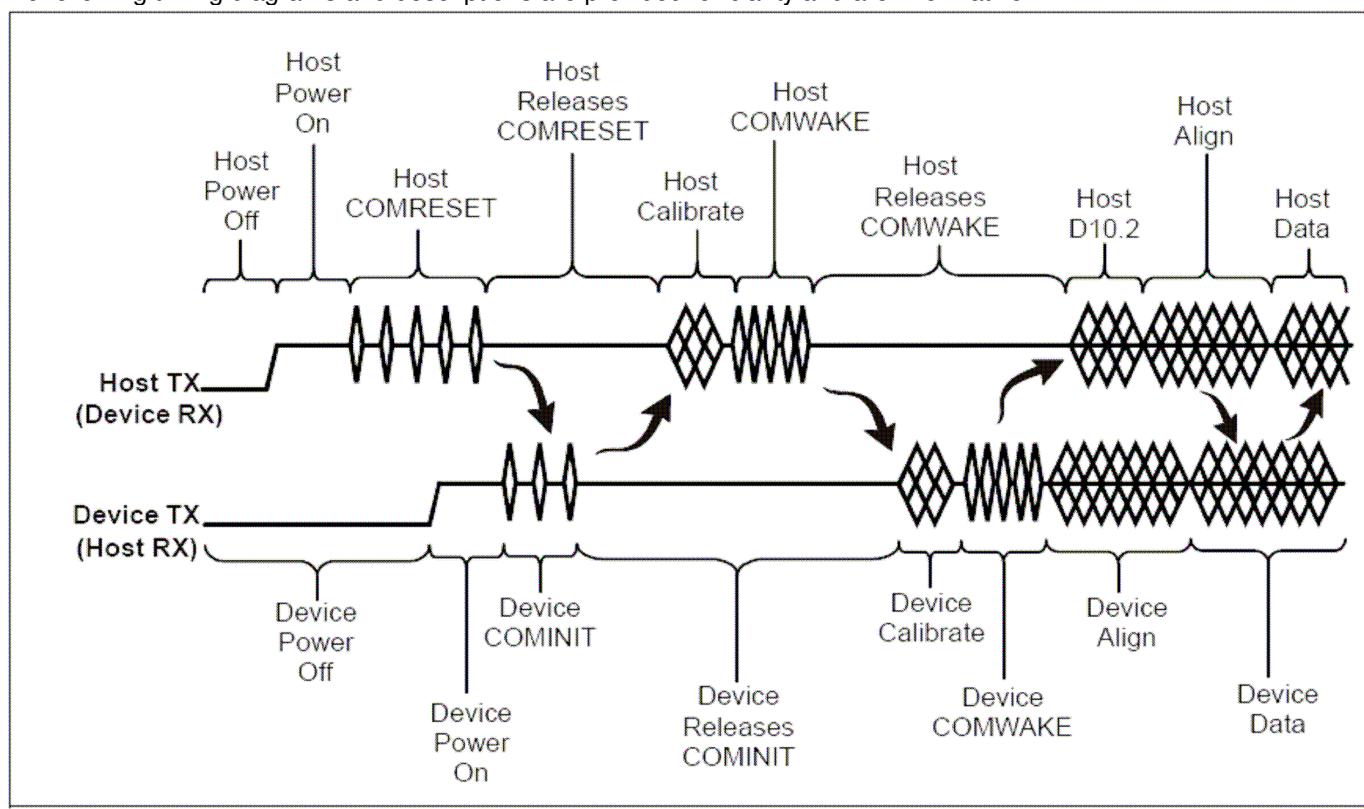 Host
Power
On
Host
Releases
COMRESET
Host
COMWAKE
Host
Align
Host
Power
Off
Host
COMRESET
Host
Calibrate
Host
Releases
COMWAKE
Host
D10.2
Host
Data
Host TX
(Device RX)
Device TX
(Host RX)
Device
Power
Off
Device
COMINIT
Device
Calibrate
Device
Align
Device
Power
On
Device
Releases
COMINIT
Device
COMWAKE
Device
Data